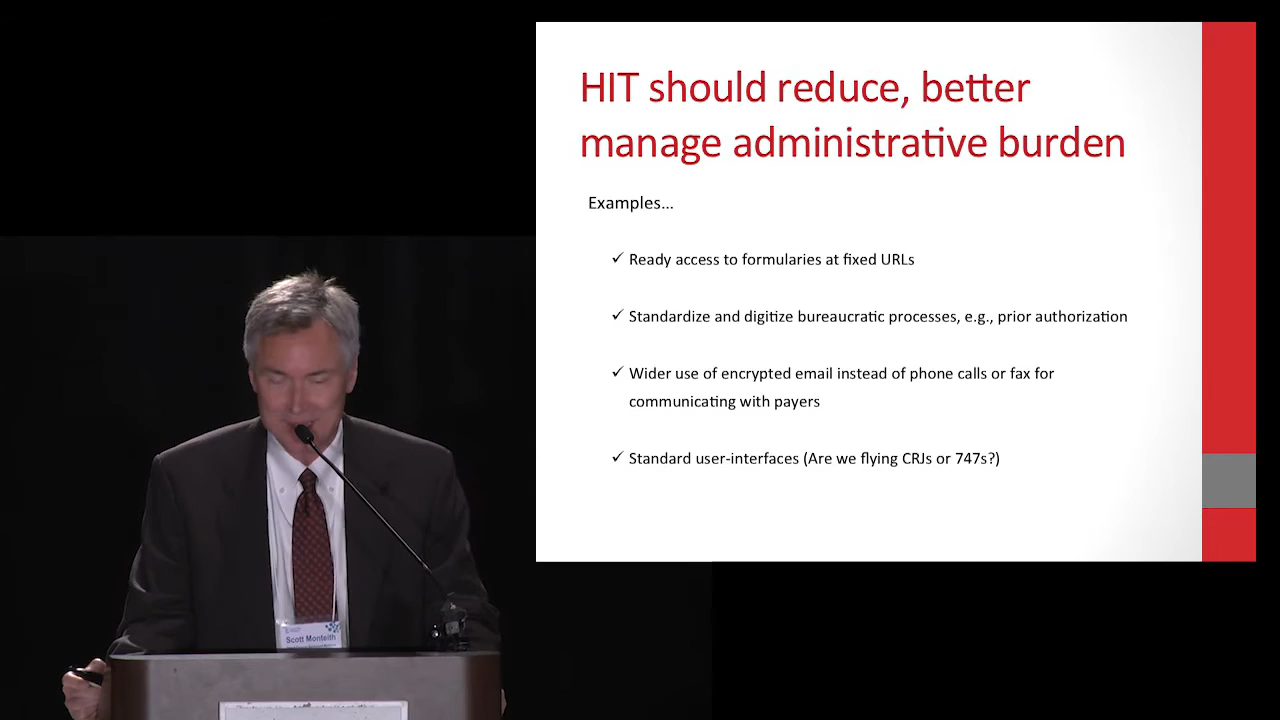 HIT should reduce, better
manage administrative burden
Examples...
✓ Ready access to formularies at fixed URLs
✓ Standardize and digitize bureaucratic processes, e.g., prior authorization
✓ Wider use of encrypted email instead of phone calls or fax for
communicating with payers
✓ Standard user-interfaces (Are we flying CRJs or 747s?)
Scott Monteith